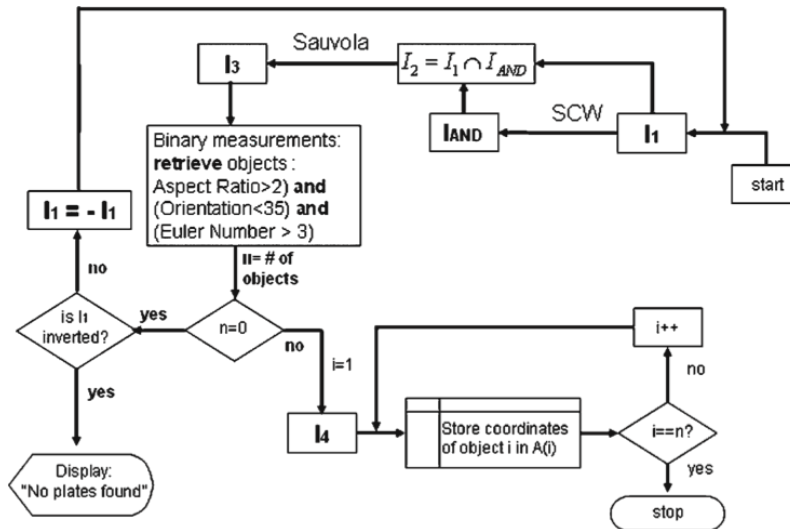 Sauvola
I3
I2 = I1 ∩ IAND
SCW
IAND
I1
start
Binary measurements:
retrieve objects :
Aspect Ratio>2) and
(Orientation<35) and
(Euler Number > 3)
I1 = - I1
no
n= # of
objects
is I1
inverted?
yes
n=0
no
i=1
yes
i++
no
I4
Store coordinates
of object i in A(i)
i==n?
yes
stop
Display:
"No plates found"